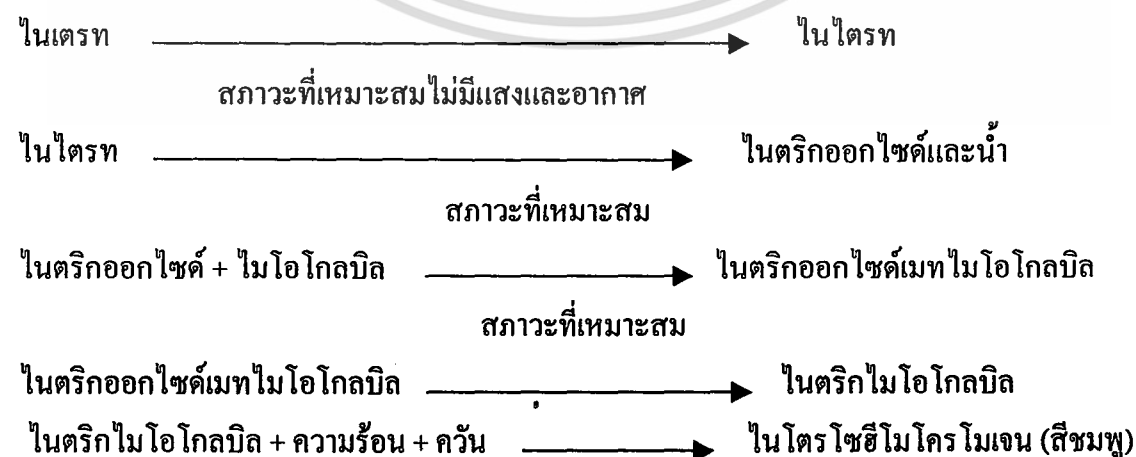 ไนเตรท ไนไตรท
สภาวะที่เหมาะสมไม่มีแสงและอากาศ
ไนไตรท ไนตริกออกไซด์และน้ำ
สภาวะที่เหมาะสม
ไนตริกออกไซด์ + ไมโอโกลบิล ไนตริกออกไซด์เมทไมโอโกลบิล
สภาวะที่เหมาะสม
ไนตริกออกไซด์เมทไมโอโกลบิล ไนตริกไมโอโกลบิล
ไนตริกไมโอโกลบิล + ความร้อน + ควัน ไนโตรโซฮีโมโครโมเจน (สีชมพู)